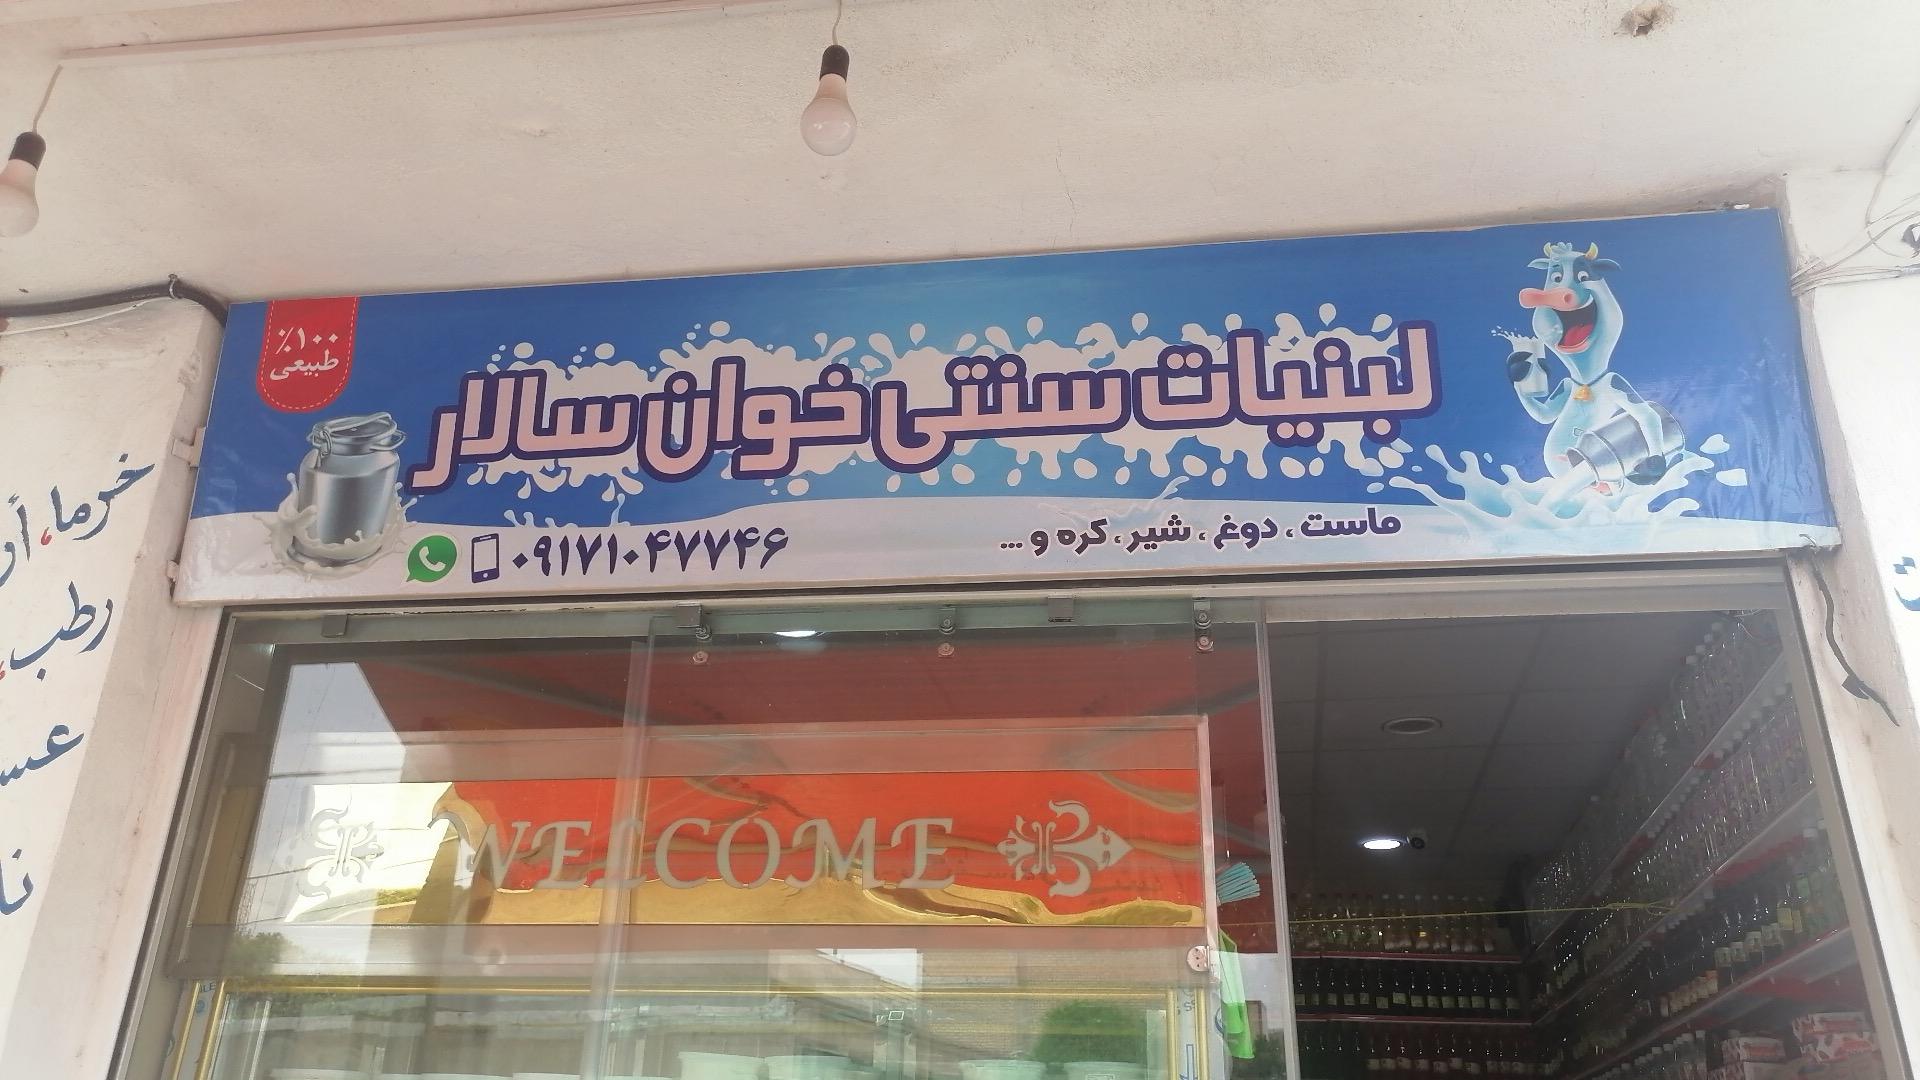 ۱۰۰٪
طبیعی
لبنیات سنتی خوان سالار
ماست ، دوغ ، شیر ، کره و ...
۰۹۱۷۱۰۴۷۷۴۶
WELCOME
خرما،
رطب،